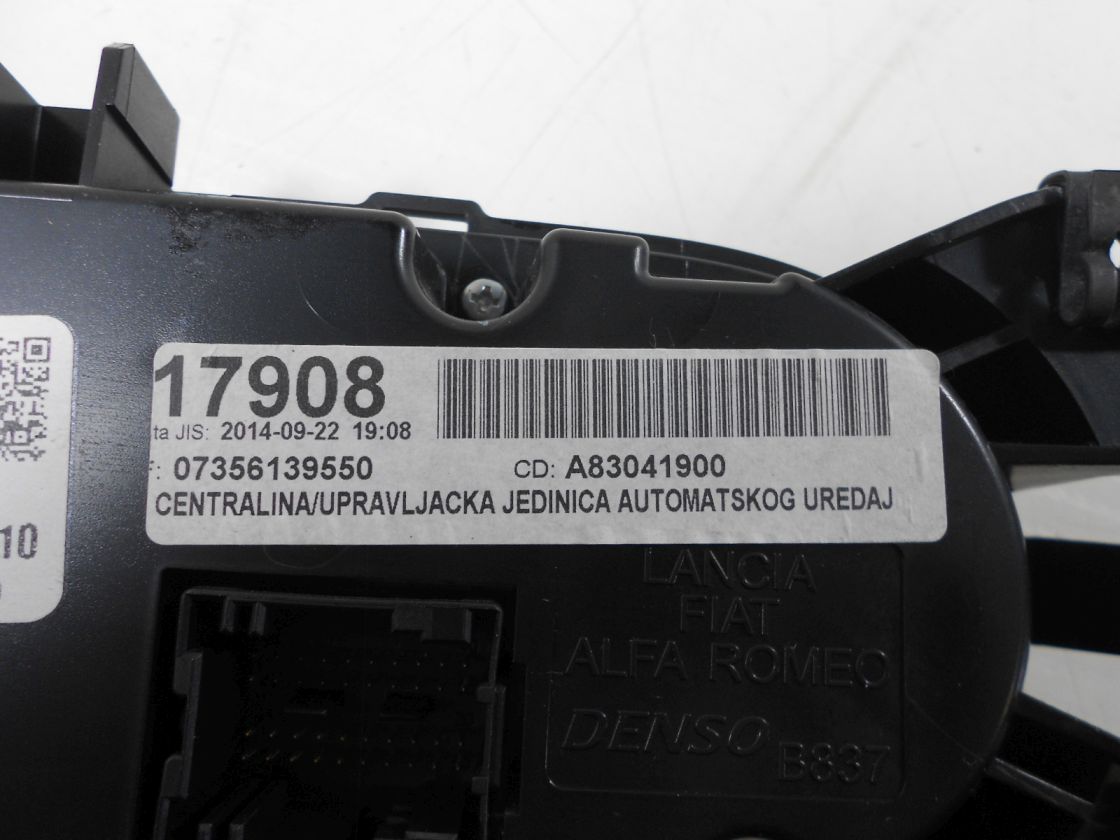 17908
ta JIS: 2014-09-22 19:08
: 07356139550 CD: A83041900
CENTRALINA/UPRAVLJACKA JEDINICA AUTOMATSKOG UREDAJ
10
LANCIA
FIAT
ALFA ROMEO
DENSO
B837